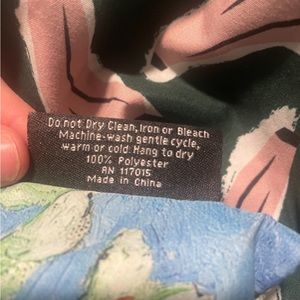 Do not Dry Clean, Iron or Bleach
Machine-wash gentle cycle,
warm or cold. Hang to dry
100% Polyester
RN 117015
Made in China